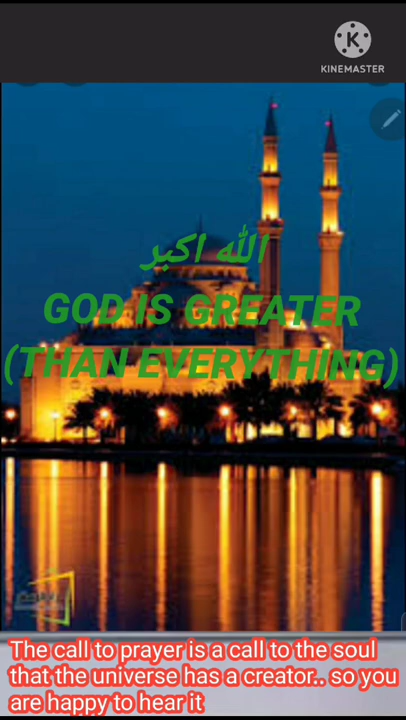 KINEMASTER
الله اكبر
GOD IS GREATER
(THAN EVERYTHING)
The call to prayer is a call to the soul
that the universe has a creator.. so you
are happy to hear it